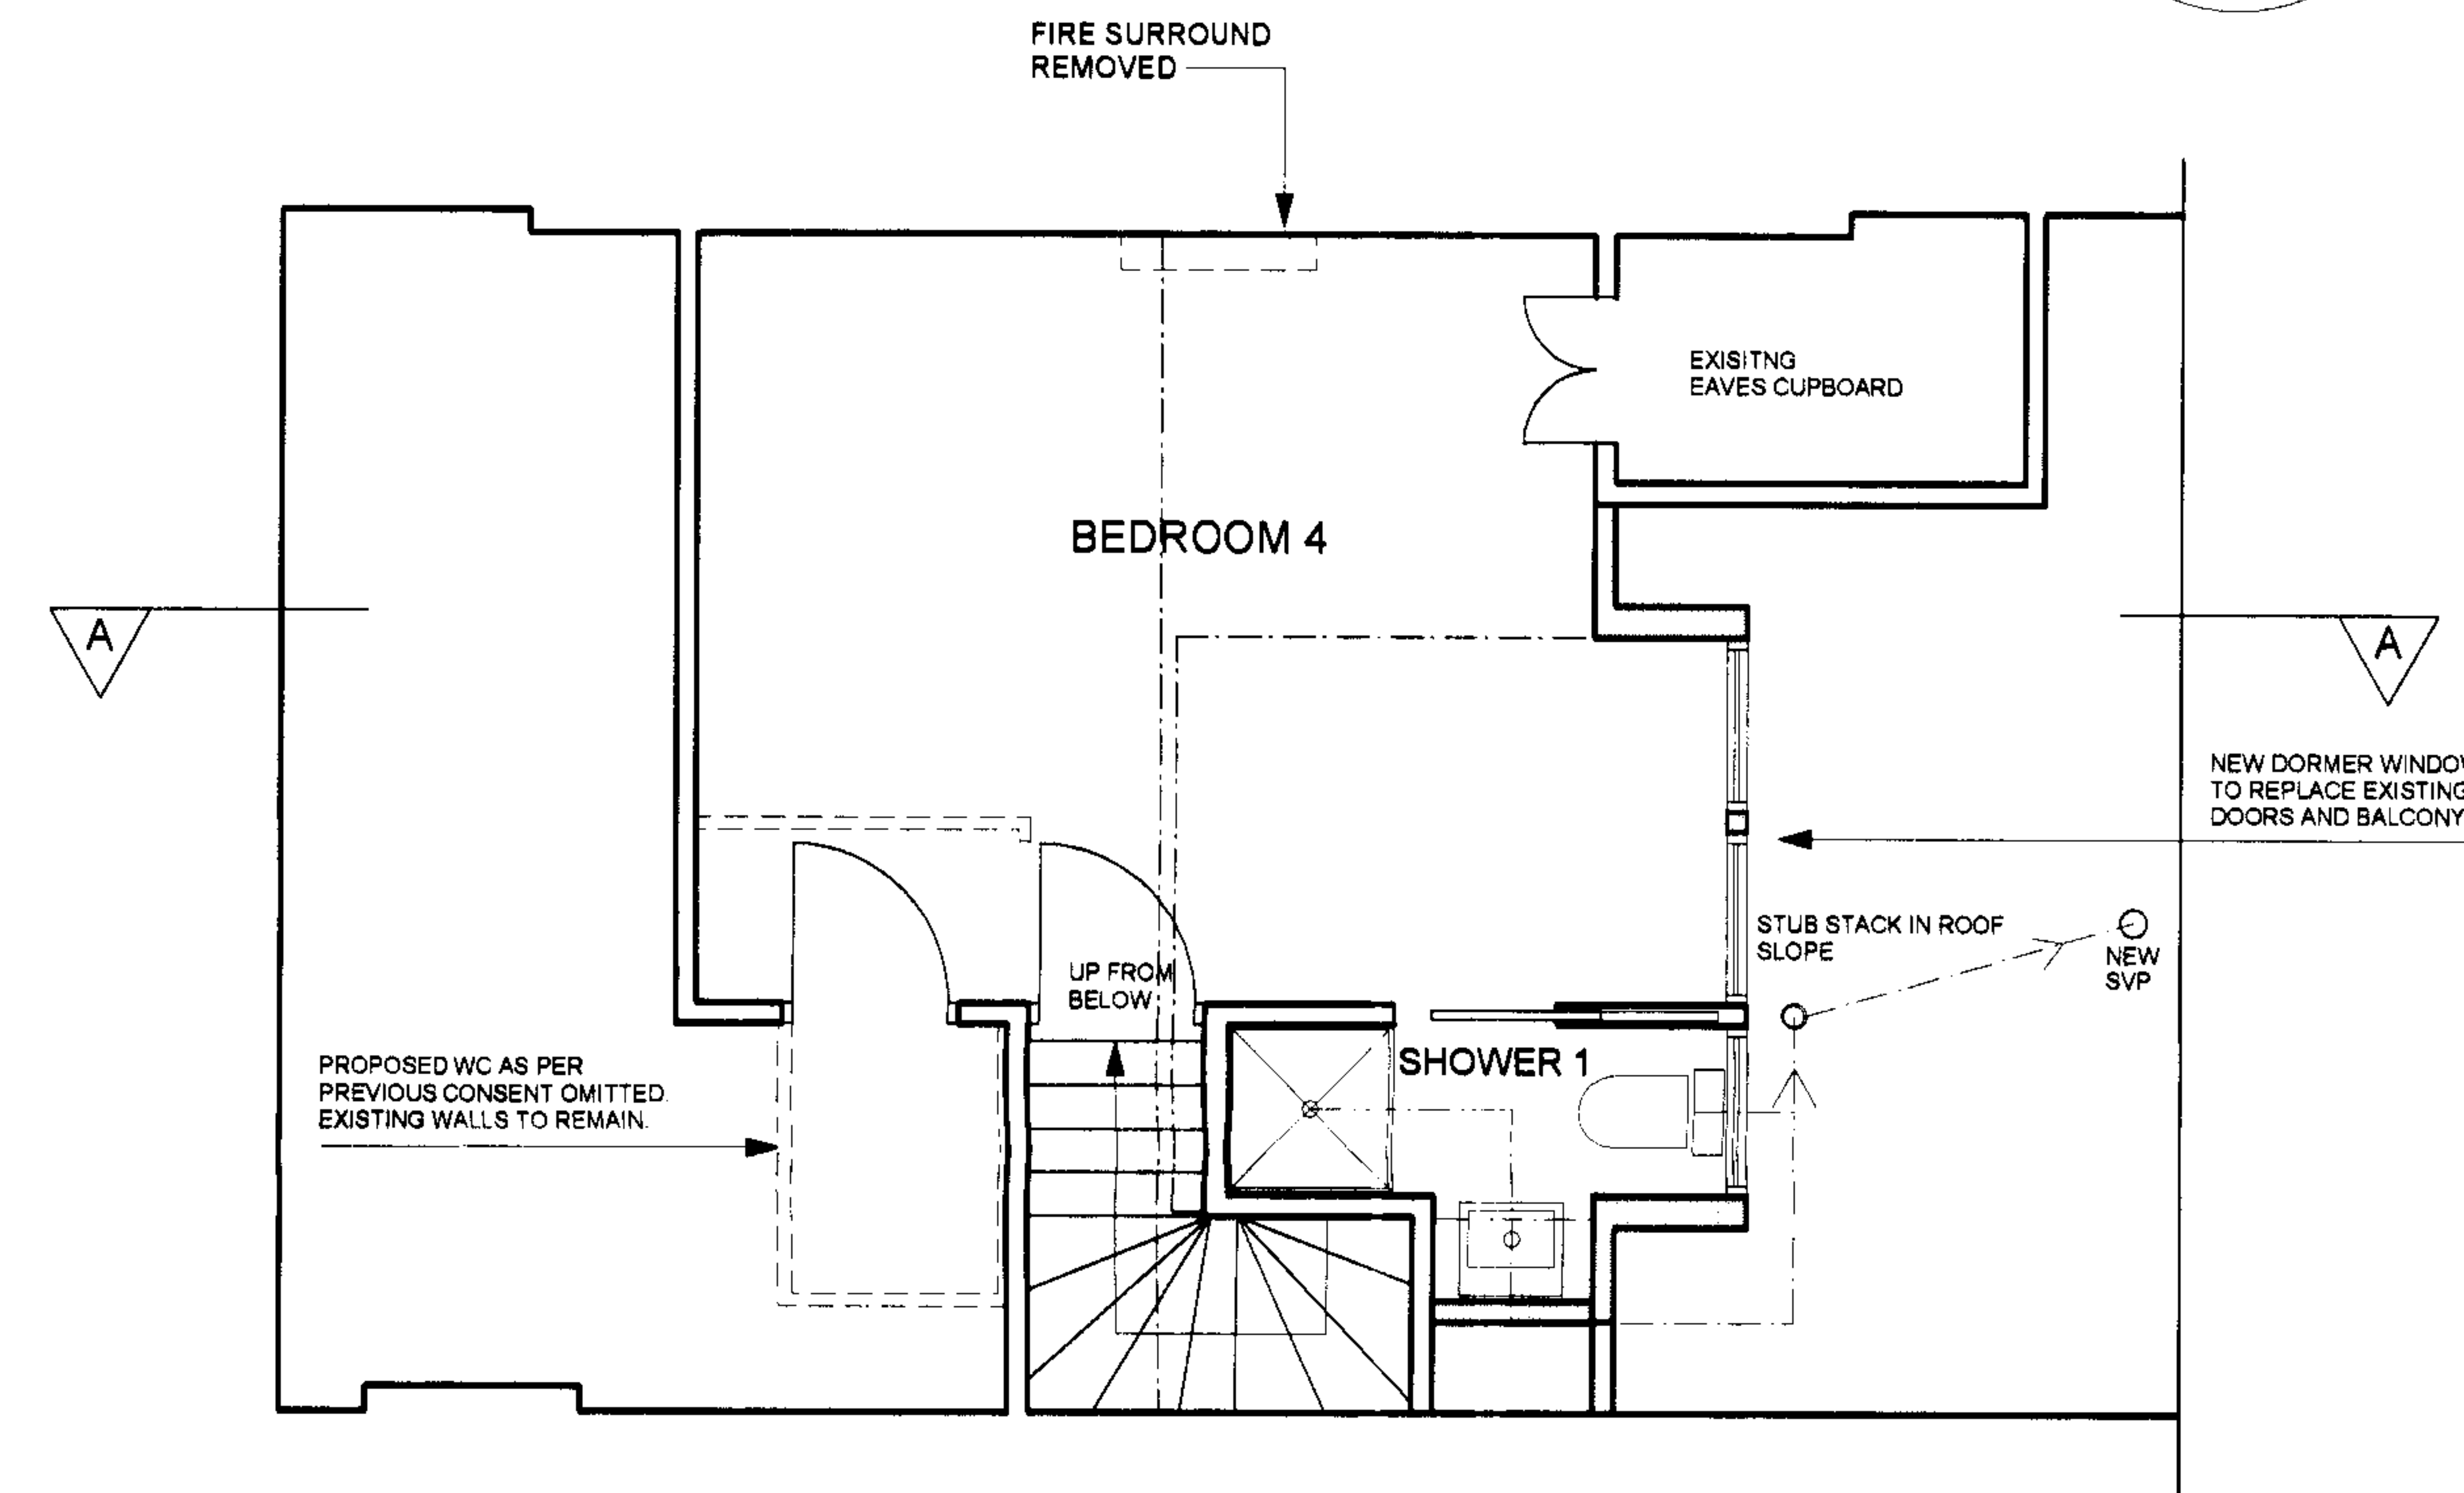 FIRE SURROUND
REMOVED
EXISITNG
EAVES CUPBOARD
BEDROOM 4
A
A
NEW DORMER WINDOW
TO REPLACE EXISTING
DOORS AND BALCONY
STUB STACK IN ROOF
SLOPE
NEW
SVP
UP FROM
BELOW
SHOWER 1
PROPOSED WC AS PER
PREVIOUS CONSENT OMITTED.
EXISTING WALLS TO REMAIN.